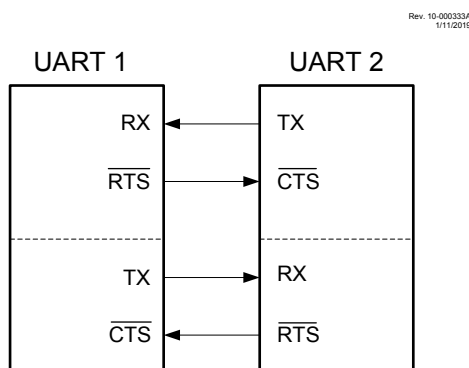 Rev. 10-000333A
1/11/2019
UART 1 UART 2
RX TX
RTS CTS
TX RX
CTS RTS